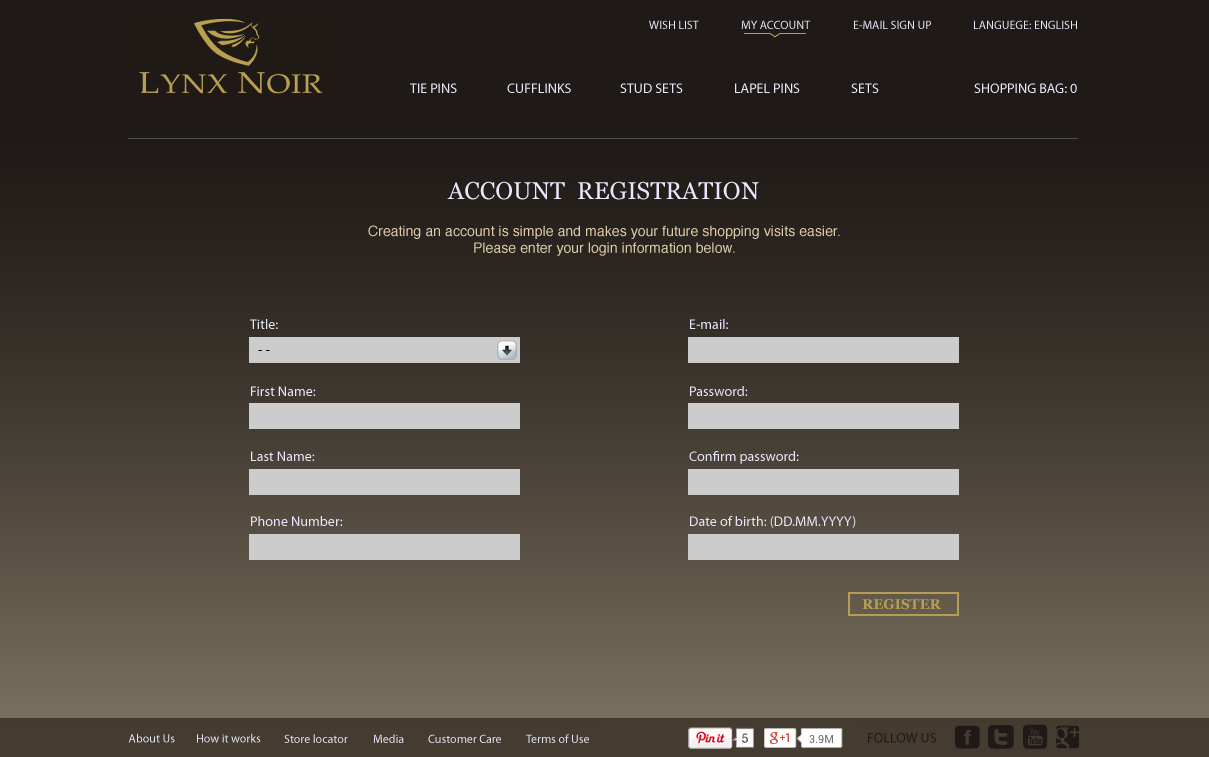 WISH LIST MY ACCOUNT E-MAIL SIGN UP LANGUEGE: ENGLISH
LYNX NOIR
TIE PINS CUFFLINKS STUD SETS LAPEL PINS SETS SHOPPING BAG: 0
ACCOUNT REGISTRATION
Creating an account is simple and makes your future shopping visits easier.
Please enter your login information below.
Title: E-mail:
- -
First Name: Password:
Last Name: Confirm password:
Phone Number: Date of birth: (DD.MM.YYYY)
REGISTER
About Us How it works Store locator Media Customer Care Terms of Use Pin it 5 g+1 3.9M FOLLOW US f t You Tube g+